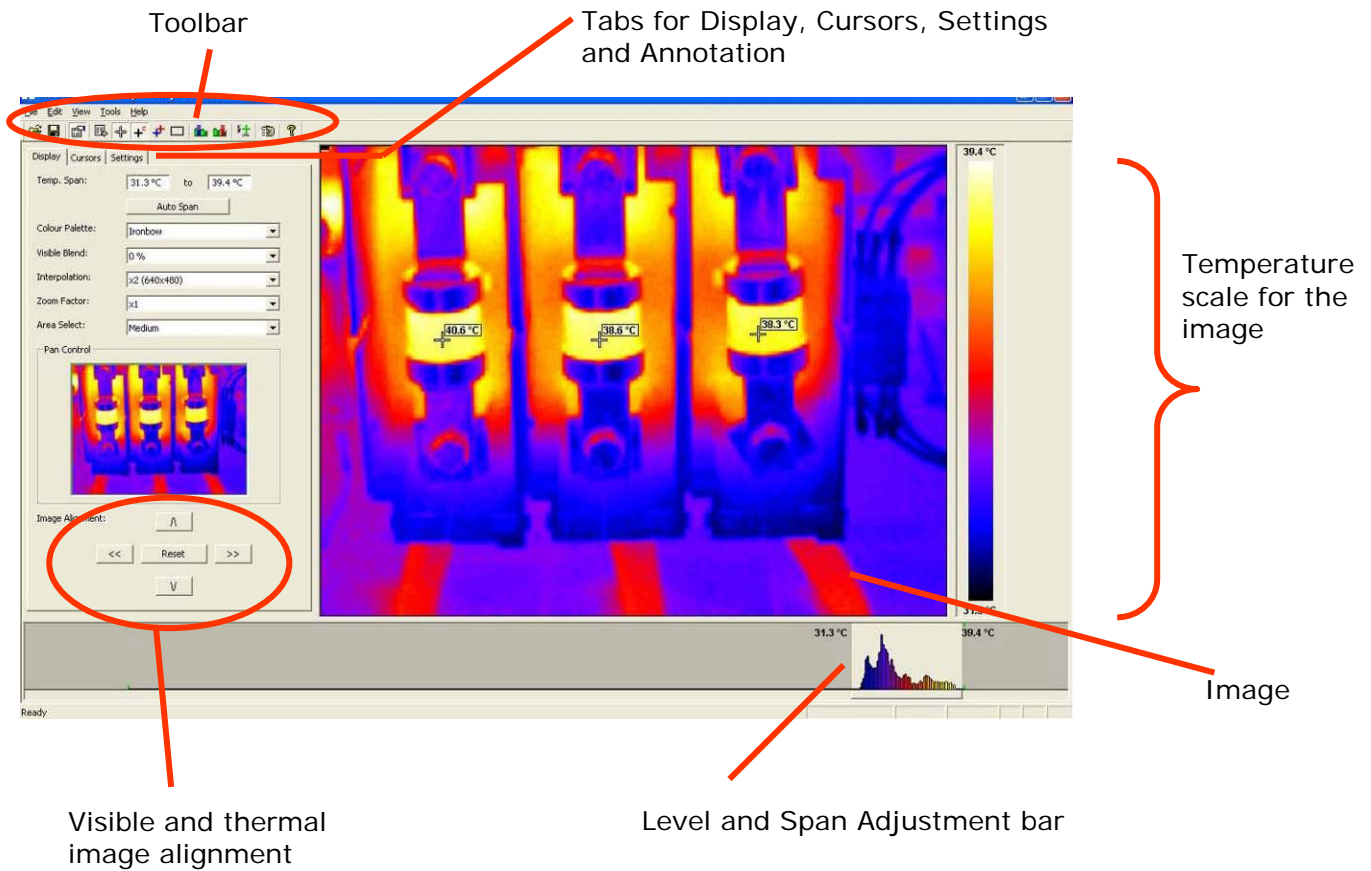 Toolbar
Tabs for Display, Cursors, Settings
and Annotation
Edit View Tools Help
Display Cursors Settings
Temp. Span: 31.3 °C to 39.4 °C
Auto Span
Colour Palette: Ironbow
Visible Blend: 0 %
Interpolation: x2 (640x480)
Zoom Factor: x1
Area Select: Medium
Pan Control
Image Alignment:
/\
<< Reset >>
\/
40.6 °C
38.6 °C
38.3 °C
39.4 °C
31.3 °C
39.4 °C
Ready
Temperature
scale for the
image
Image
Visible and thermal
image alignment
Level and Span Adjustment bar